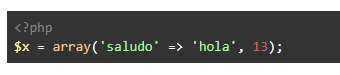 <?php
$x = array('saludo' => 'hola', 13);